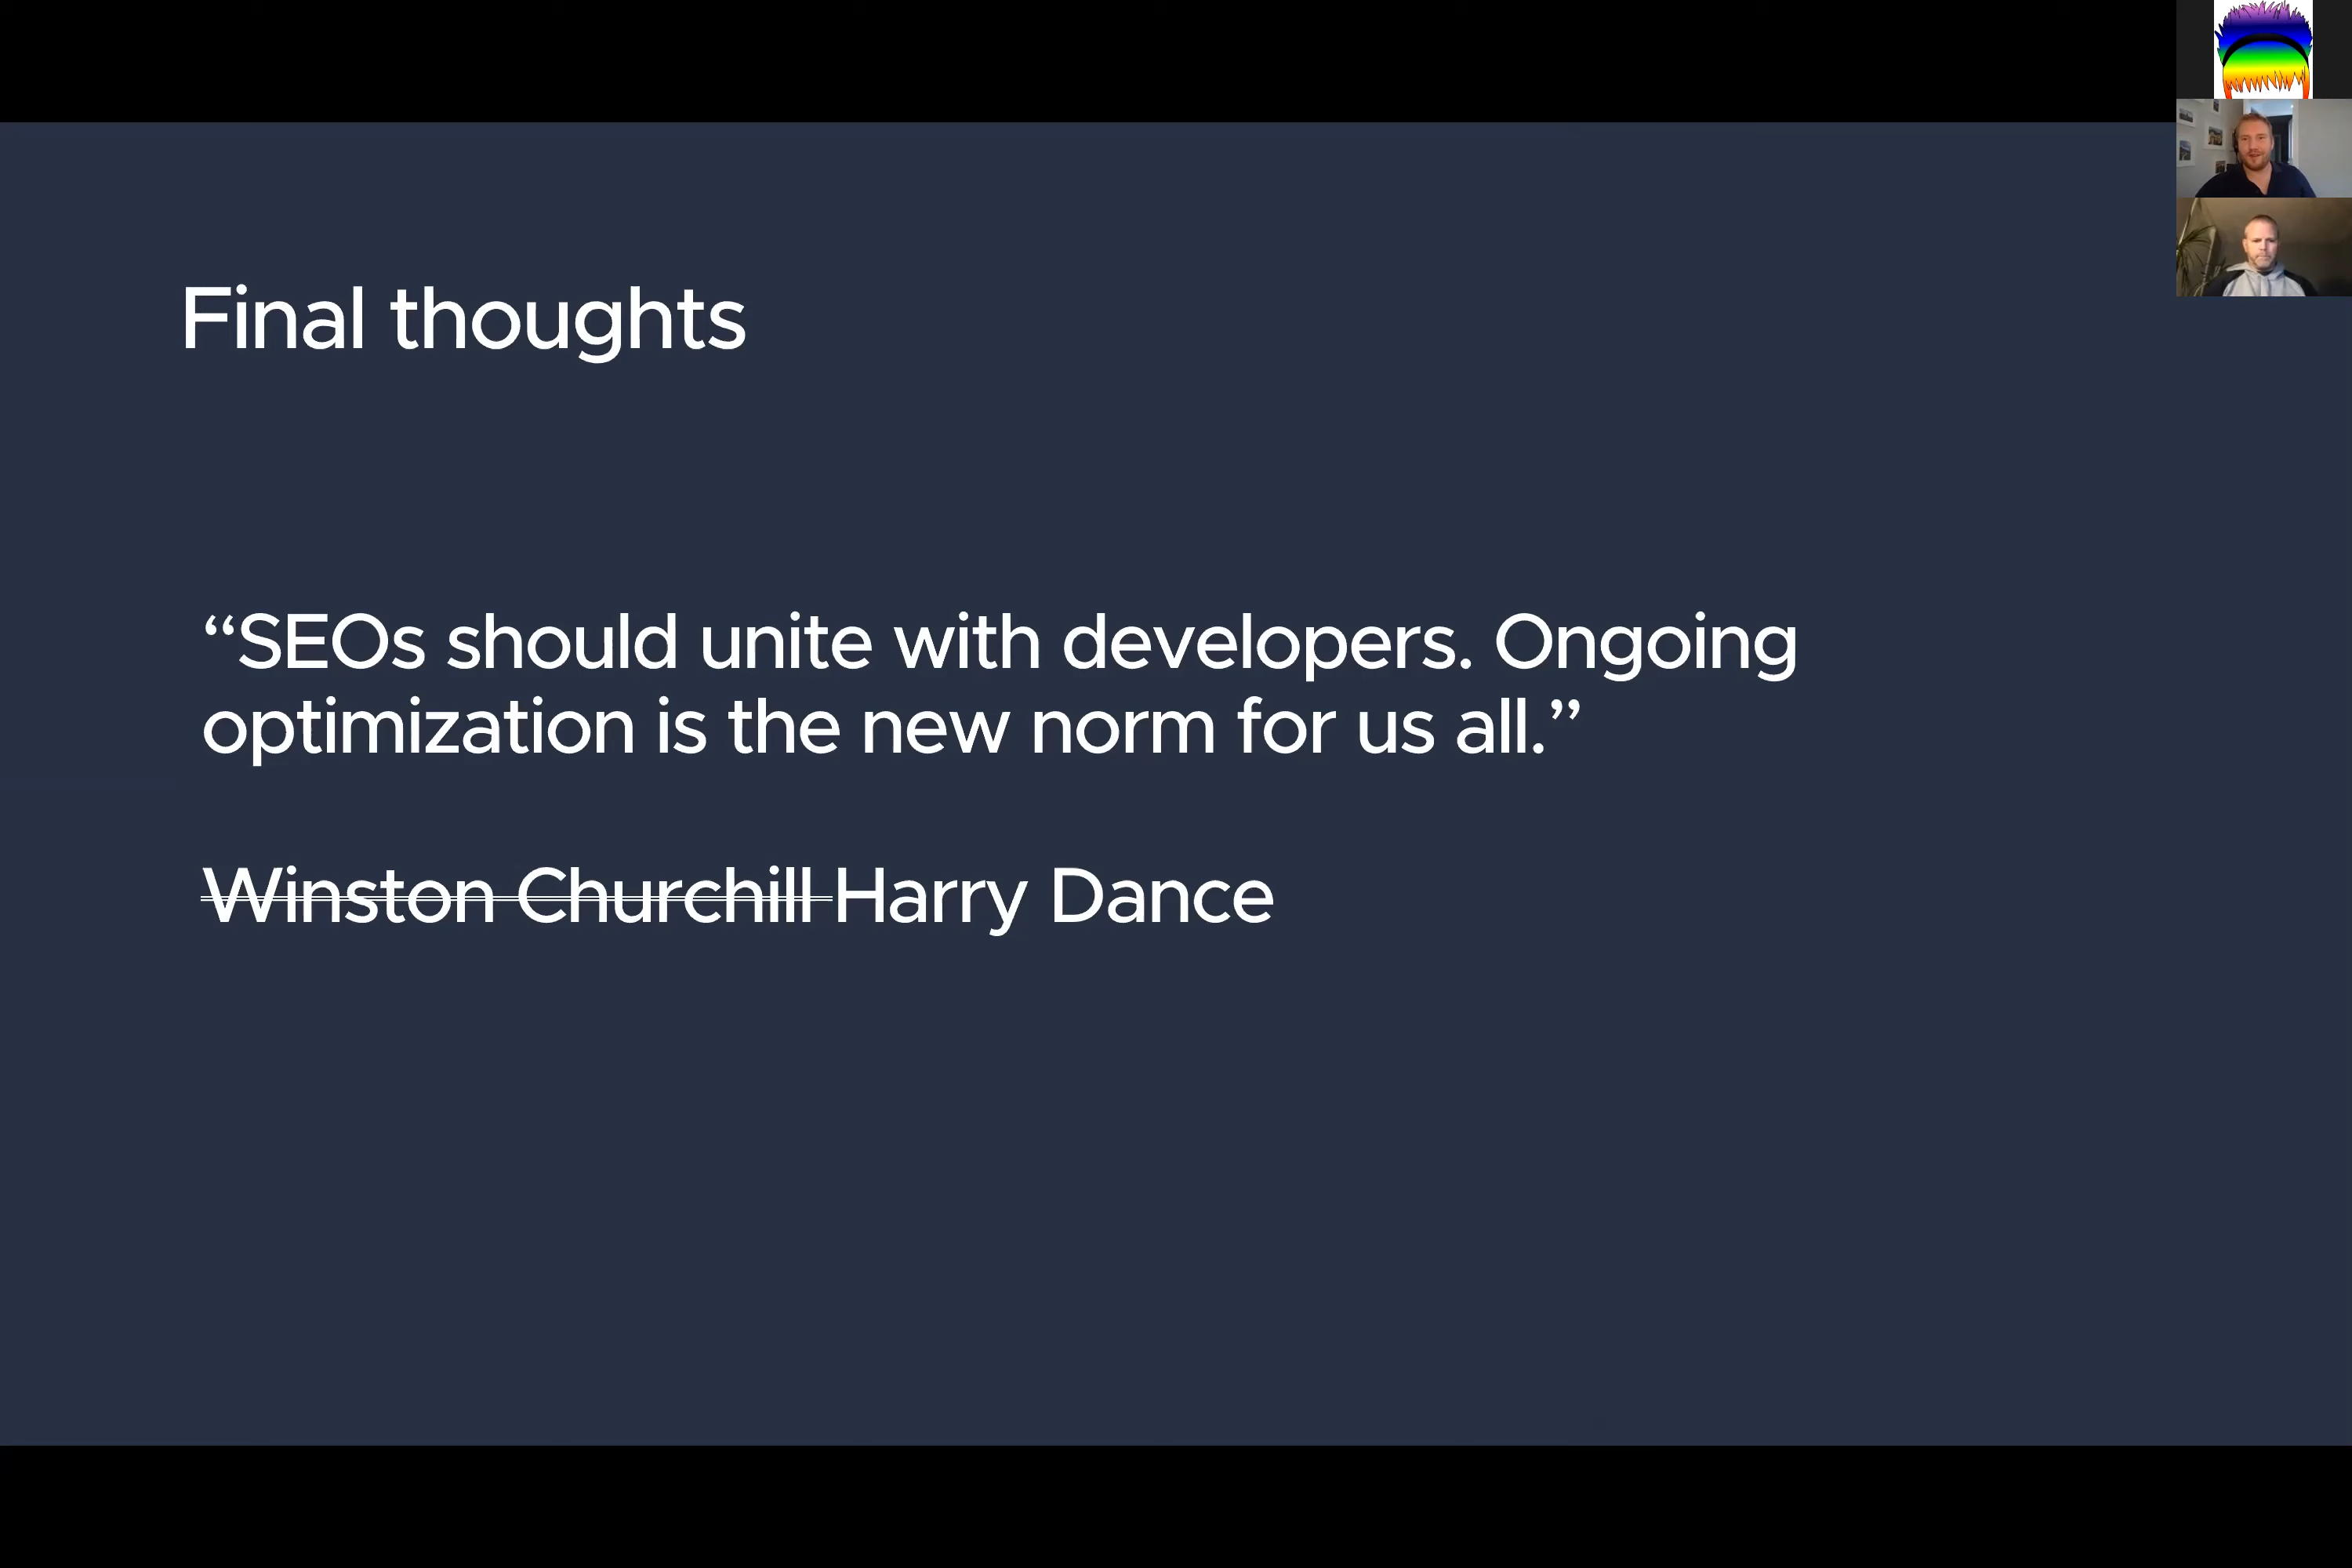 Final thoughts
“SEOs should unite with developers. Ongoing
optimization is the new norm for us all.”
Winston Churchill Harry Dance